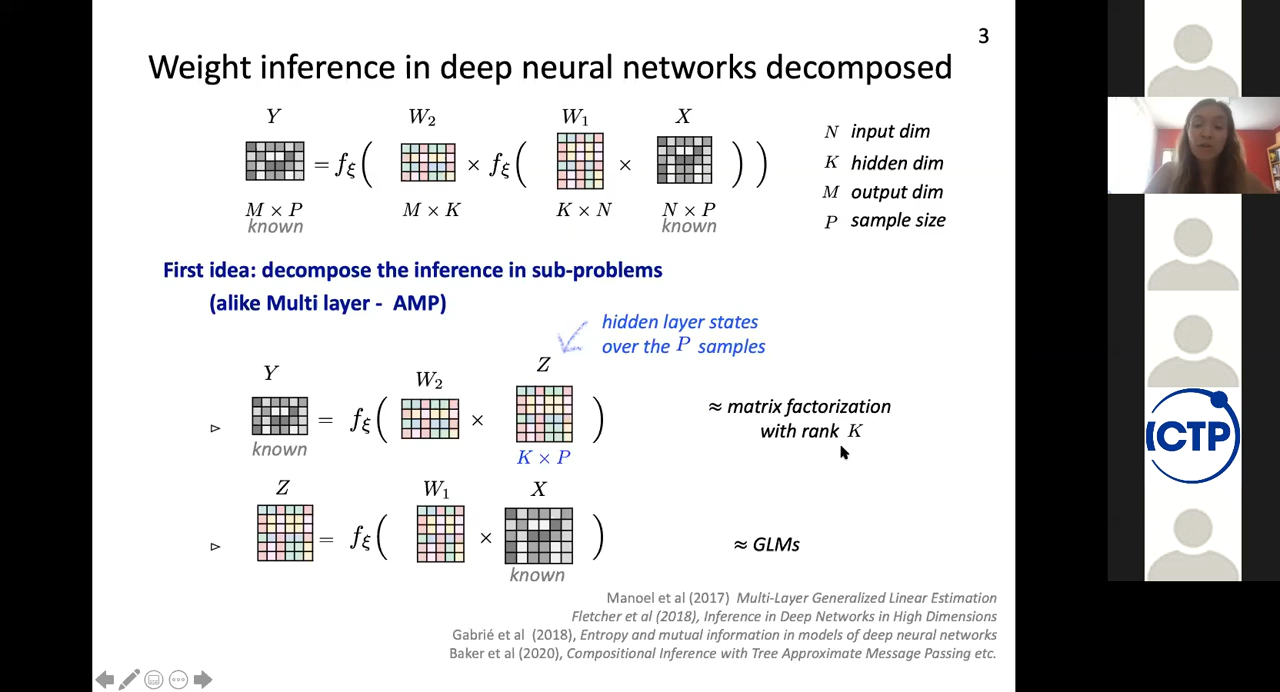 3
Weight inference in deep neural networks decomposed
Y W₂ W₁ X
= f_ξ ( × f_ξ ( × ) )
M × P M × K K × N N × P
known known
N input dim
K hidden dim
M output dim
P sample size
First idea: decompose the inference in sub-problems
(alike Multi layer - AMP)
hidden layer states
over the P samples
Y W₂ Z
▹ = f_ξ ( × )
known K × P
≈ matrix factorization
with rank K
Z W₁ X
▹ = f_ξ ( × )
known
≈ GLMs
Manoel et al (2017) Multi-Layer Generalized Linear Estimation
Fletcher et al (2018), Inference in Deep Networks in High Dimensions
Gabrié et al (2018), Entropy and mutual information in models of deep neural networks
Baker et al (2020), Compositional Inference with Tree Approximate Message Passing etc.
ICTP